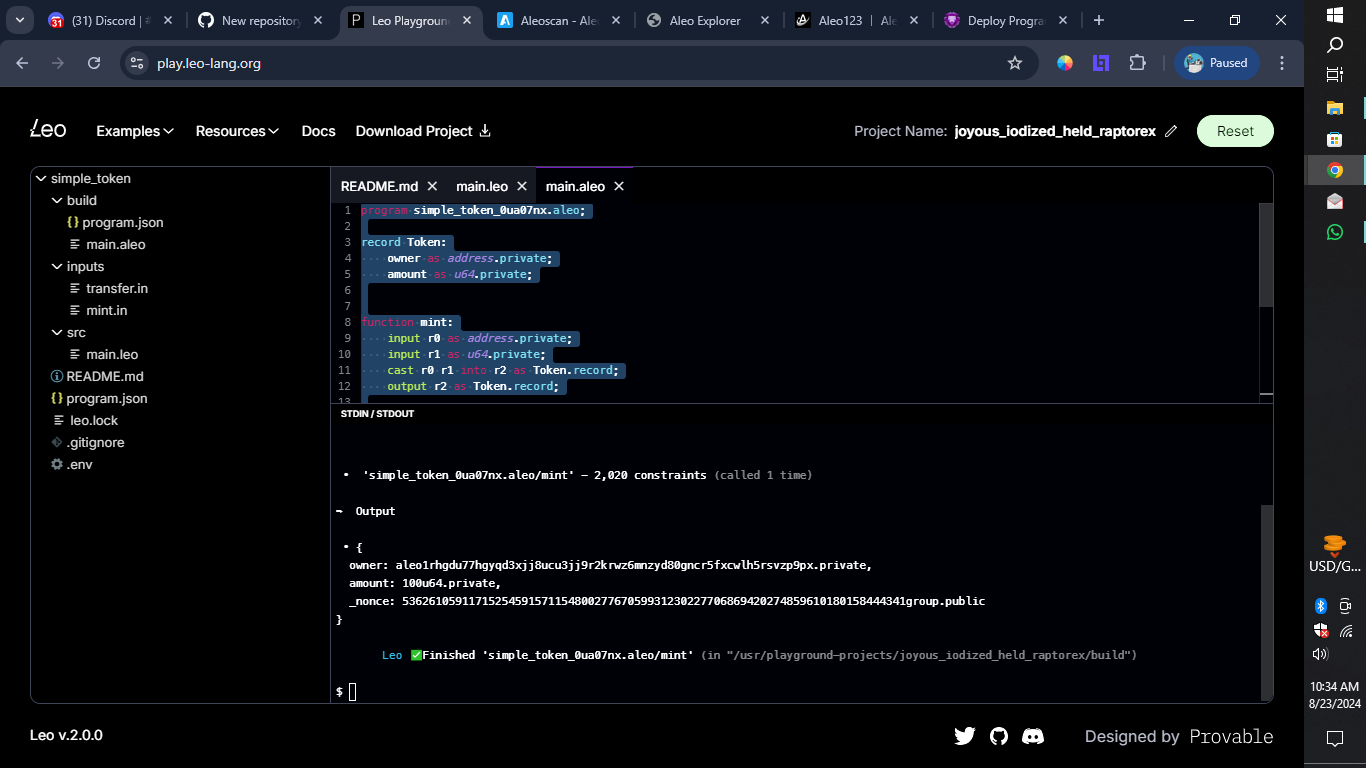 (31) Discord | #
New repository
Leo Playground
Aleoscan - Ale
Aleo Explorer
Aleo123 | Ale
Deploy Progra
play.leo-lang.org
Paused
Leo
Examples
Resources
Docs
Download Project
Project Name: joyous_iodized_held_raptorex
Reset
simple_token
build
{} program.json
main.aleo
inputs
transfer.in
mint.in
src
main.leo
README.md
{} program.json
leo.lock
.gitignore
.env
README.md
main.leo
main.aleo
1 program simple_token_0ua07nx.aleo;
2
3 record Token:
4 owner as address.private;
5 amount as u64.private;
6
7
8 function mint:
9 input r0 as address.private;
10 input r1 as u64.private;
11 cast r0 r1 into r2 as Token.record;
12 output r2 as Token.record;
13
STDIN / STDOUT
• 'simple_token_0ua07nx.aleo/mint' – 2,020 constraints (called 1 time)
→ Output
• {
owner: aleo1rhgdu77hgyqd3xjj8ucu3jj9r2krwz6mnzyd80gncr5fxcwlh5rsvzp9px.private,
amount: 100u64.private,
_nonce: 5362610591171525459157115480027767059931230227706869420274859610180158444341group.public
}
Leo ✅Finished 'simple_token_0ua07nx.aleo/mint' (in "/usr/playground-projects/joyous_iodized_held_raptorex/build")
$
Leo v.2.0.0
Designed by Provable
USD/G...
10:34 AM
8/23/2024